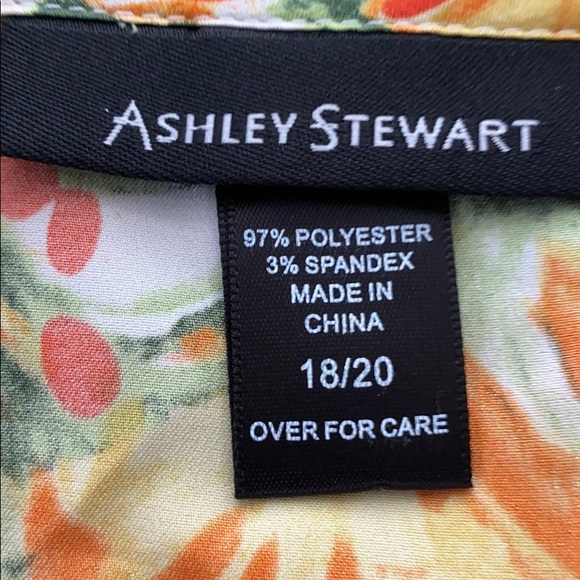 ASHLEY STEWART
97% POLYESTER
3% SPANDEX
MADE IN
CHINA
18/20
OVER FOR CARE